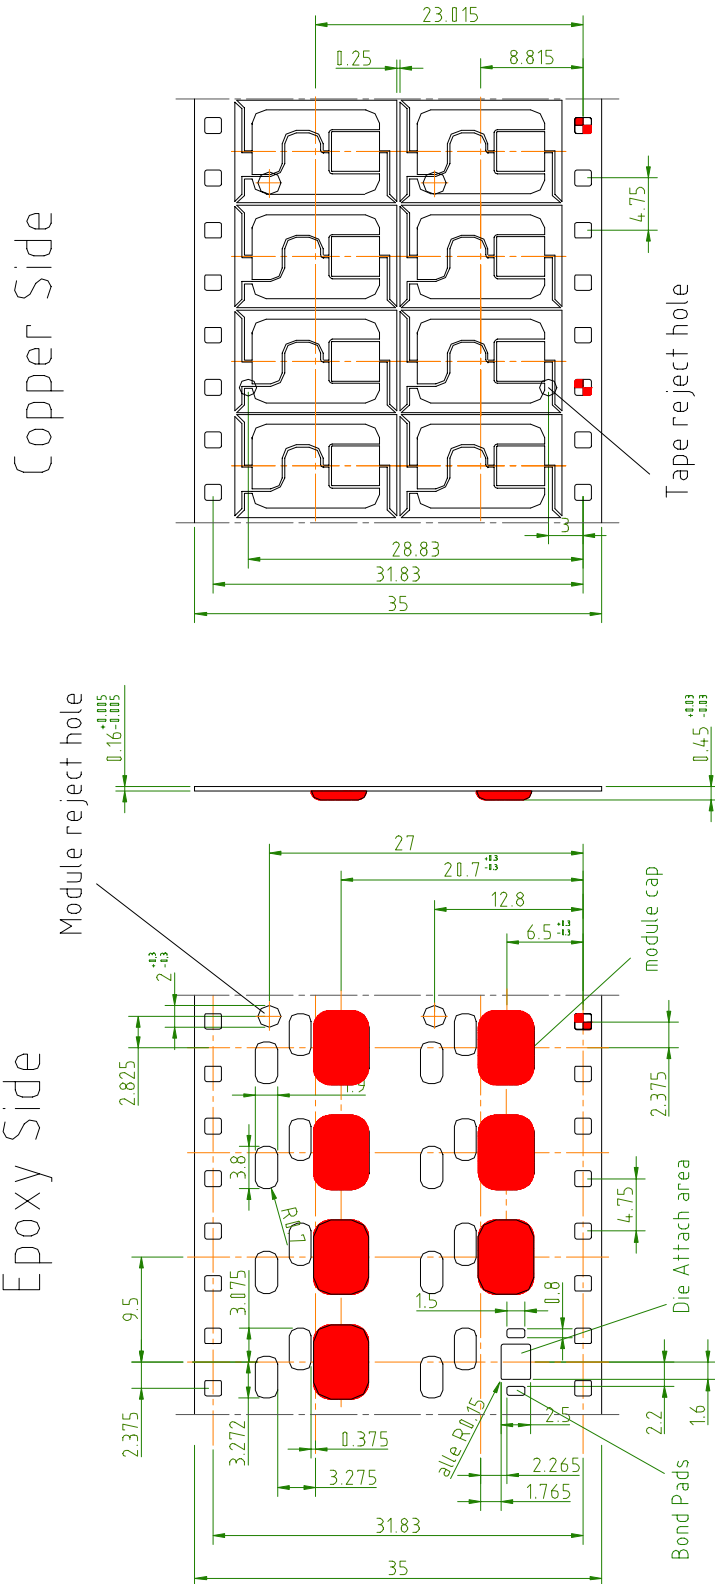 Copper Side
23.015
0.25
8.815
4.75
Tape reject hole
3
28.83
31.83
35
Module reject hole
0.16 +0.005 -0.005
0.45 +0.03 -0.03
27
20.7 +0.3 -0.3
12.8
6.5 +0.3 -0.3
module cap
2 +0.3 -0.3
Epoxy Side
2.825
1.9
2.375
3.8
R0.7
4.75
Die Attach area
9.5
3.075
1.5
0.8
2.375
3.272
0.375
3.275
alle R0.15
2.5
2.2
1.6
2.265
1.765
Bond Pads
31.83
35